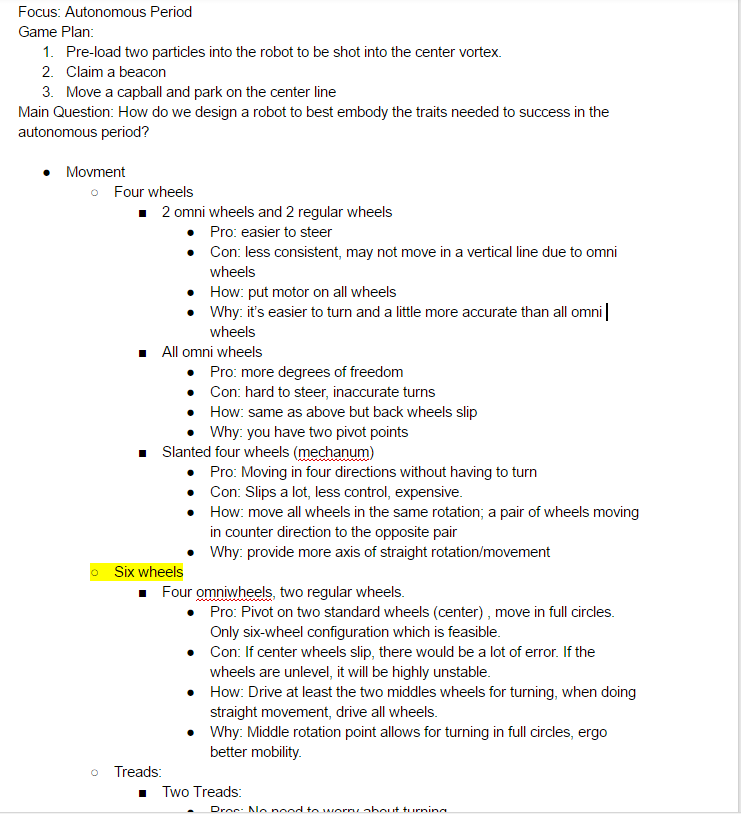 Focus: Autonomous Period
Game Plan:
1. Pre-load two particles into the robot to be shot into the center vortex.
2. Claim a beacon
3. Move a capball and park on the center line
Main Question: How do we design a robot to best embody the traits needed to success in the
autonomous period?
● Movment
○ Four wheels
■ 2 omni wheels and 2 regular wheels
● Pro: easier to steer
● Con: less consistent, may not move in a vertical line due to omni
wheels
● How: put motor on all wheels
● Why: it's easier to turn and a little more accurate than all omni
wheels
■ All omni wheels
● Pro: more degrees of freedom
● Con: hard to steer, inaccurate turns
● How: same as above but back wheels slip
● Why: you have two pivot points
■ Slanted four wheels (mechanum)
● Pro: Moving in four directions without having to turn
● Con: Slips a lot, less control, expensive.
● How: move all wheels in the same rotation; a pair of wheels moving
in counter direction to the opposite pair
● Why: provide more axis of straight rotation/movement
○ Six wheels
■ Four omniwheels, two regular wheels.
● Pro: Pivot on two standard wheels (center) , move in full circles.
Only six-wheel configuration which is feasible.
● Con: If center wheels slip, there would be a lot of error. If the
wheels are unlevel, it will be highly unstable.
● How: Drive at least the two middles wheels for turning, when doing
straight movement, drive all wheels.
● Why: Middle rotation point allows for turning in full circles, ergo
better mobility.
○ Treads:
■ Two Treads:
● Pros: No need to worry about turning